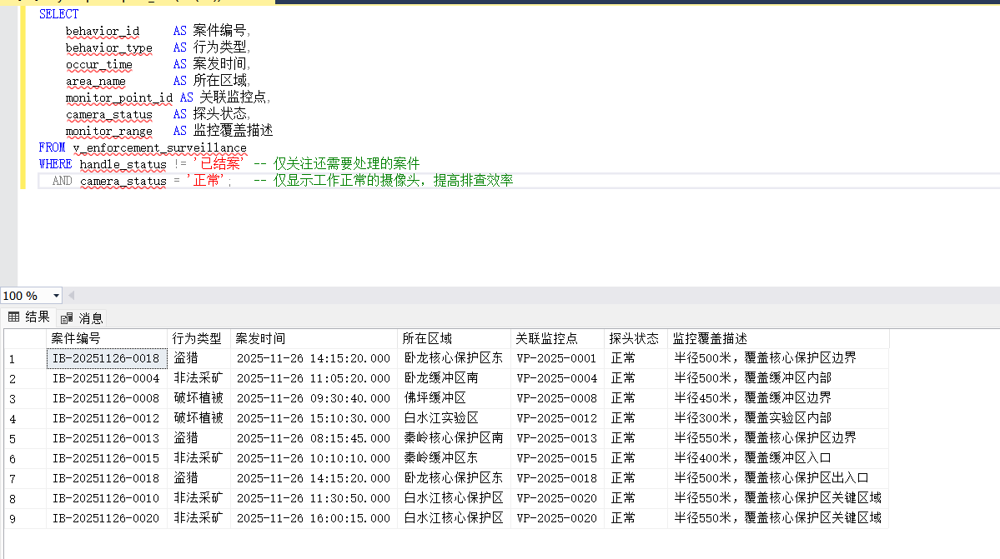 SELECT
behavior_id AS 案件编号,
behavior_type AS 行为类型,
occur_time AS 案发时间,
area_name AS 所在区域,
monitor_point_id AS 关联监控点,
camera_status AS 探头状态,
monitor_range AS 监控覆盖描述
FROM v_enforcement_surveillance
WHERE handle_status != '已结案' -- 仅关注还需要处理的案件
AND camera_status = '正常'; -- 仅显示工作正常的摄像头，提高排查效率
100 %
结果 消息
案件编号 行为类型 案发时间 所在区域 关联监控点 探头状态 监控覆盖描述
1 IB-20251126-0018 盗猎 2025-11-26 14:15:20.000 卧龙核心保护区东 VP-2025-0001 正常 半径500米，覆盖核心保护区边界
2 IB-20251126-0004 非法采矿 2025-11-26 11:05:20.000 卧龙缓冲区南 VP-2025-0004 正常 半径500米，覆盖缓冲区内部
3 IB-20251126-0008 破坏植被 2025-11-26 09:30:40.000 佛坪缓冲区 VP-2025-0008 正常 半径450米，覆盖缓冲区边界
4 IB-20251126-0012 破坏植被 2025-11-26 15:10:30.000 白水江实验区 VP-2025-0012 正常 半径300米，覆盖实验区内部
5 IB-20251126-0013 盗猎 2025-11-26 08:15:45.000 秦岭核心保护区南 VP-2025-0013 正常 半径550米，覆盖核心保护区边界
6 IB-20251126-0015 非法采矿 2025-11-26 10:10:10.000 秦岭缓冲区东 VP-2025-0015 正常 半径400米，覆盖缓冲区入口
7 IB-20251126-0018 盗猎 2025-11-26 14:15:20.000 卧龙核心保护区东 VP-2025-0018 正常 半径500米，覆盖核心保护区出入口
8 IB-20251126-0010 非法采矿 2025-11-26 11:30:50.000 白水江核心保护区 VP-2025-0020 正常 半径550米，覆盖核心保护区关键区域
9 IB-20251126-0020 非法采矿 2025-11-26 16:00:15.000 白水江核心保护区 VP-2025-0020 正常 半径550米，覆盖核心保护区关键区域